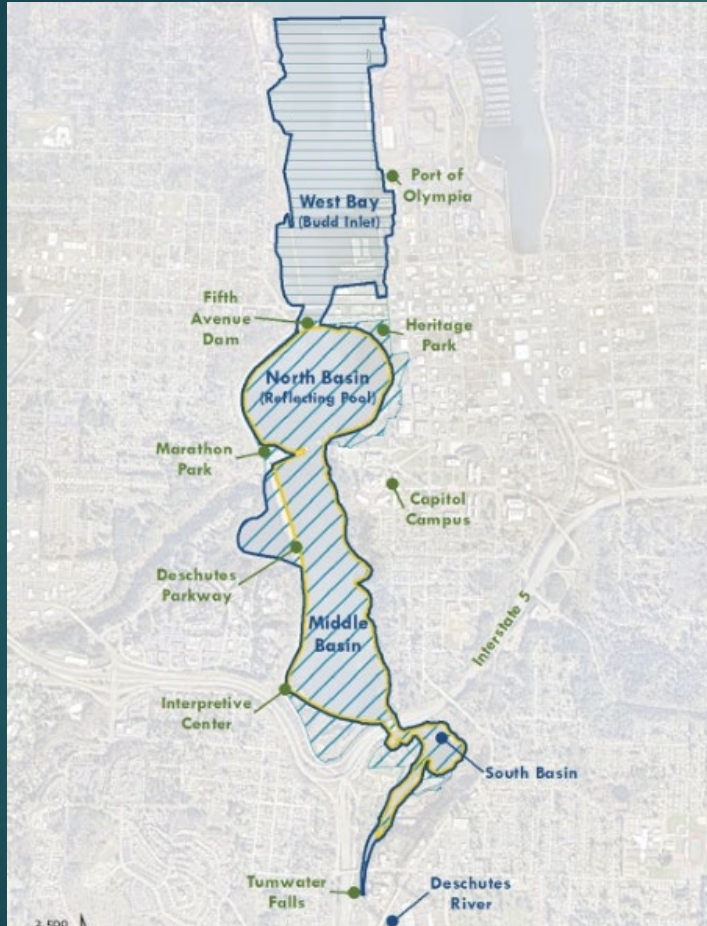 Port of
Olympia
West Bay
(Budd Inlet)
Fifth
Avenue
Dam
Heritage
Park
North Basin
(Reflecting Pool)
Marathon
Park
Capitol
Campus
Deschutes
Parkway
Interstate 5
Middle
Basin
Interpretive
Center
South Basin
Tumwater
Falls
Deschutes
River